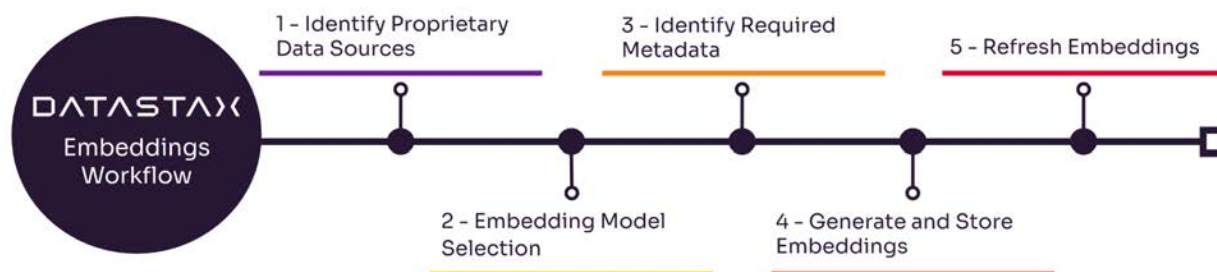 DATASTAX
Embeddings
Workflow
1 - Identify Proprietary
Data Sources
2 - Embedding Model
Selection
3 - Identify Required
Metadata
4 - Generate and Store
Embeddings
5 - Refresh Embeddings